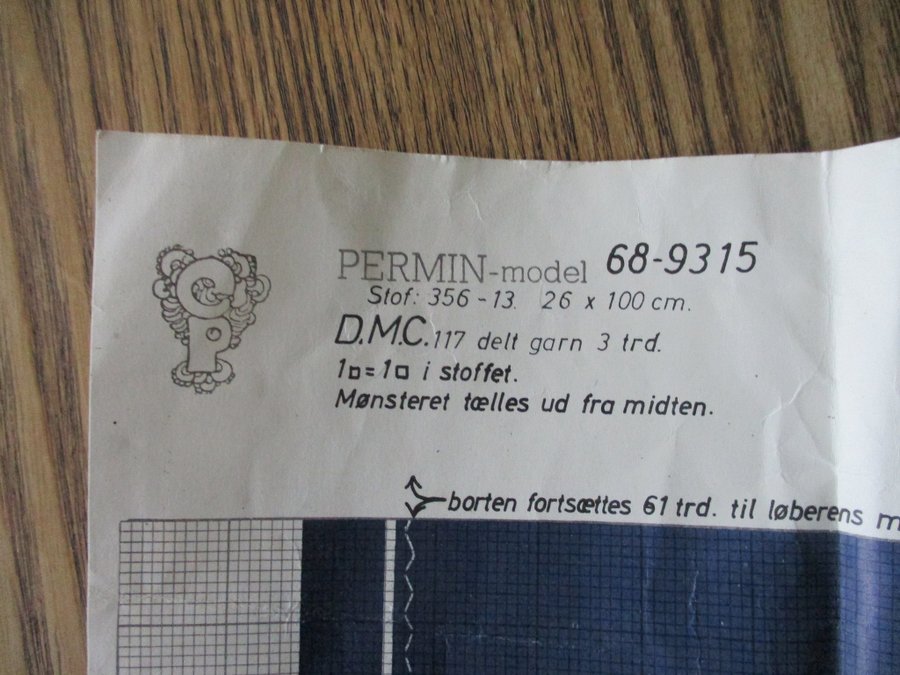 CP
PERMIN-model 68-9315
Stof: 356-13. 26 x 100 cm.
D.M.C. 117 delt garn 3 trd.
1□=1□ i stoffet.
Mønsteret tælles ud fra midten.
borten fortsættes 61 trd. til løberens